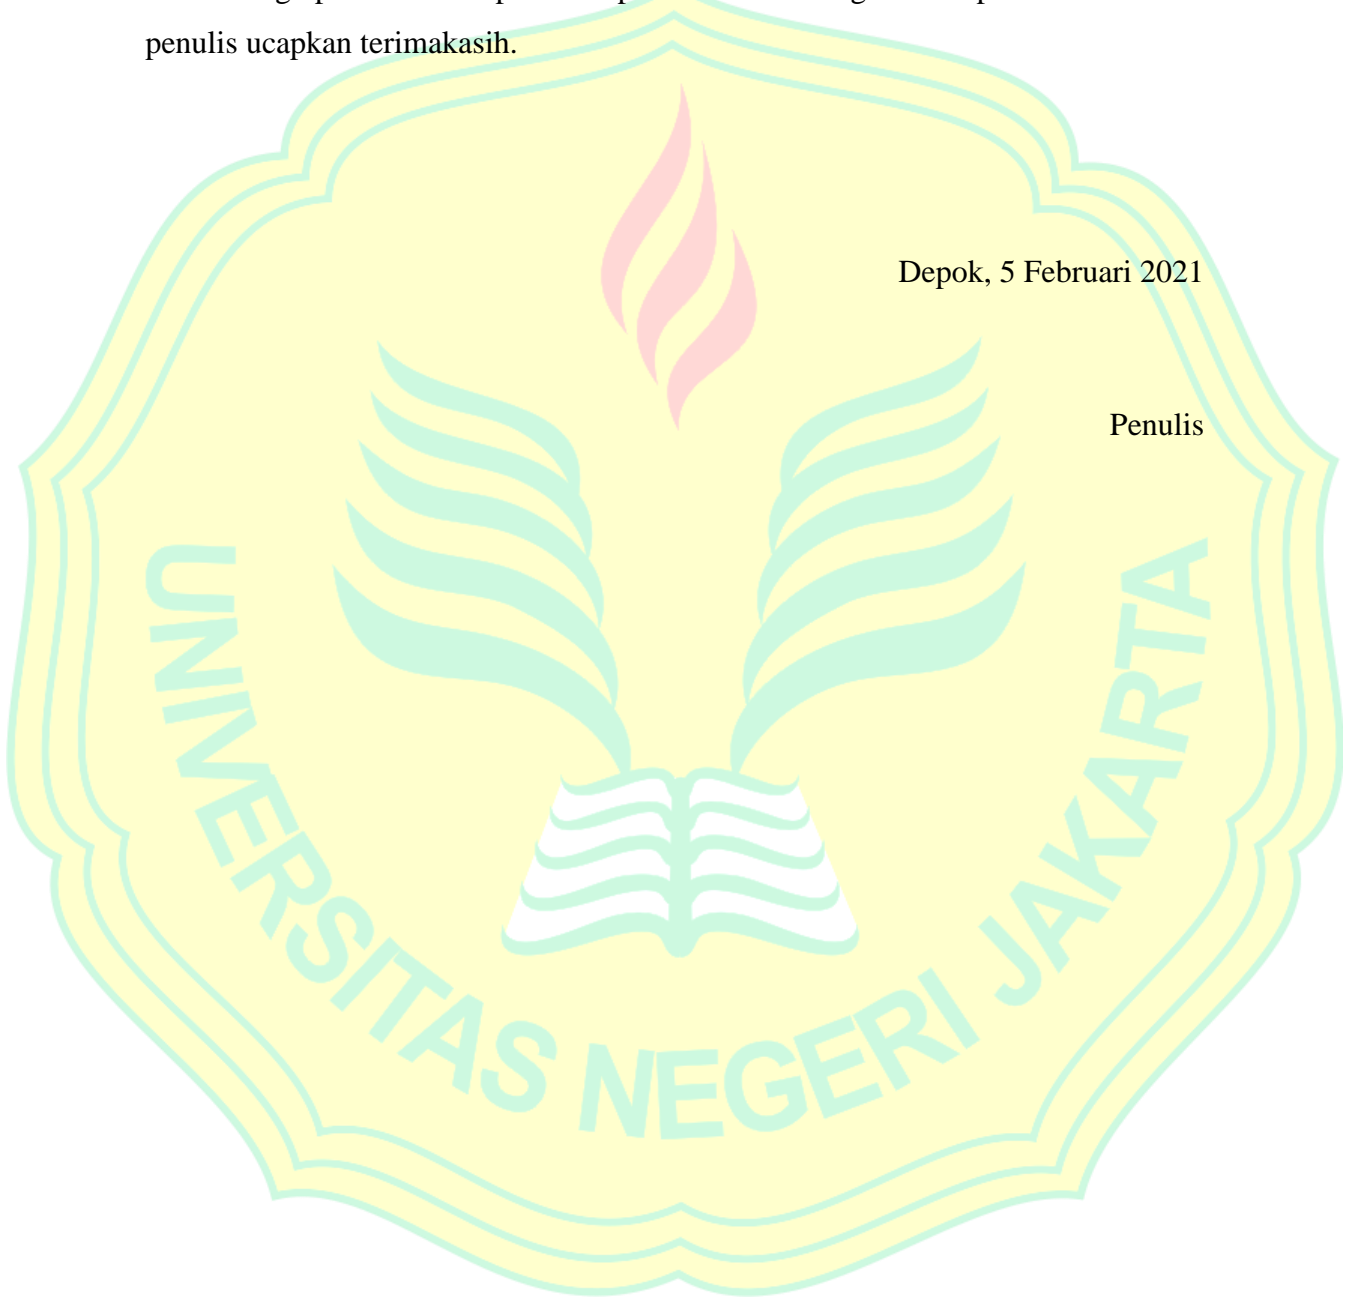 penulis ucapkan terimakasih.
Depok, 5 Februari 2021
Penulis
UNIVERSITAS NEGERI JAKARTA